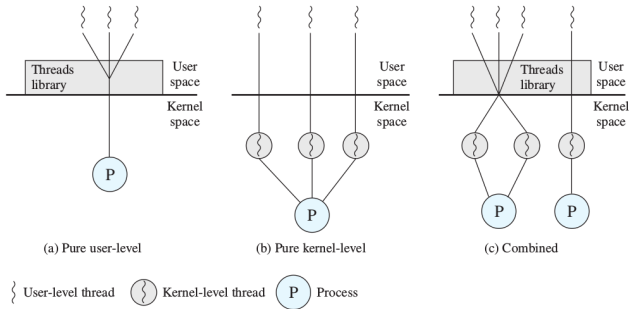 Threads
library
User
space
Kernel
space
P
(a) Pure user-level
User
space
Kernel
space
P
(b) Pure kernel-level
Threads
library
User
space
Kernel
space
P
P
(c) Combined
User-level thread
Kernel-level thread
P
Process